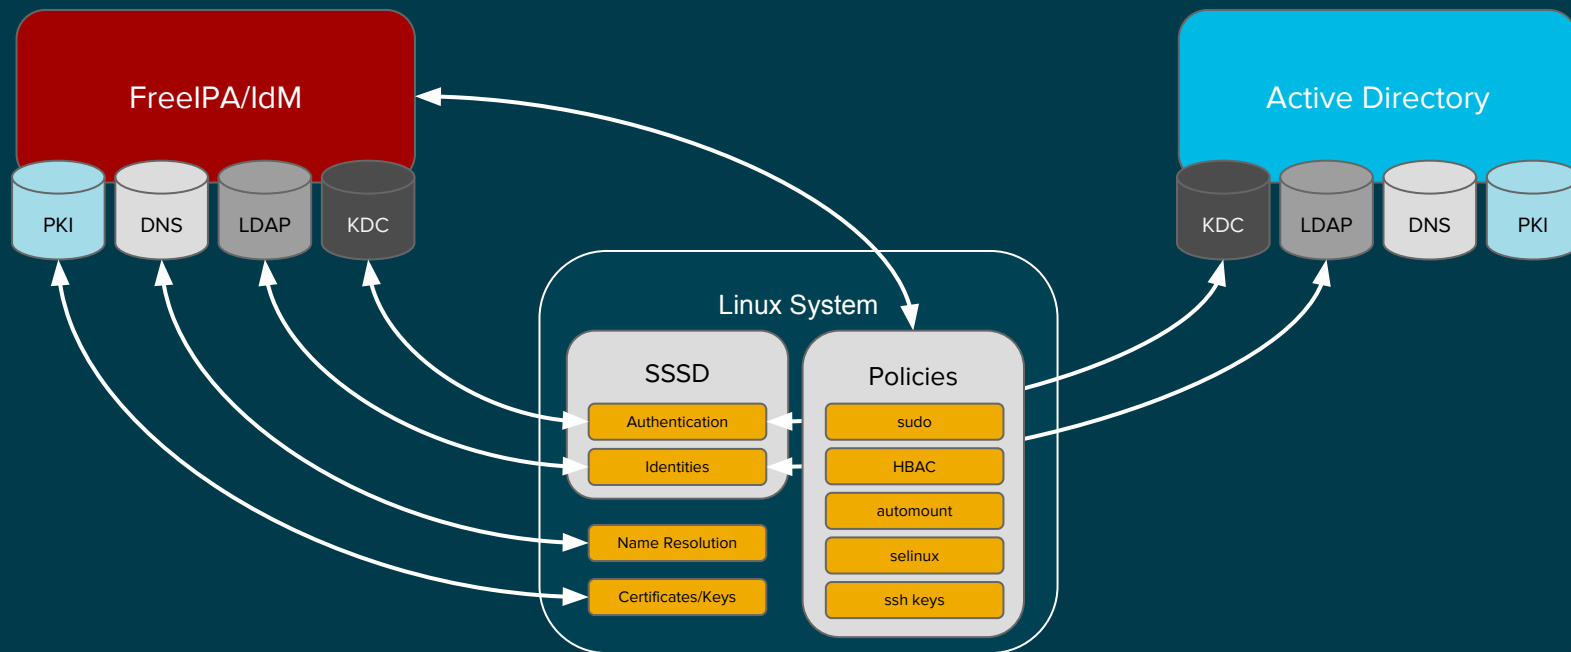 FreeIPA/IdM
Active Directory
PKI
DNS
LDAP
KDC
KDC
LDAP
DNS
PKI
Linux System
SSSD
Authentication
Identities
Name Resolution
Certificates/Keys
Policies
sudo
HBAC
automount
selinux
ssh keys